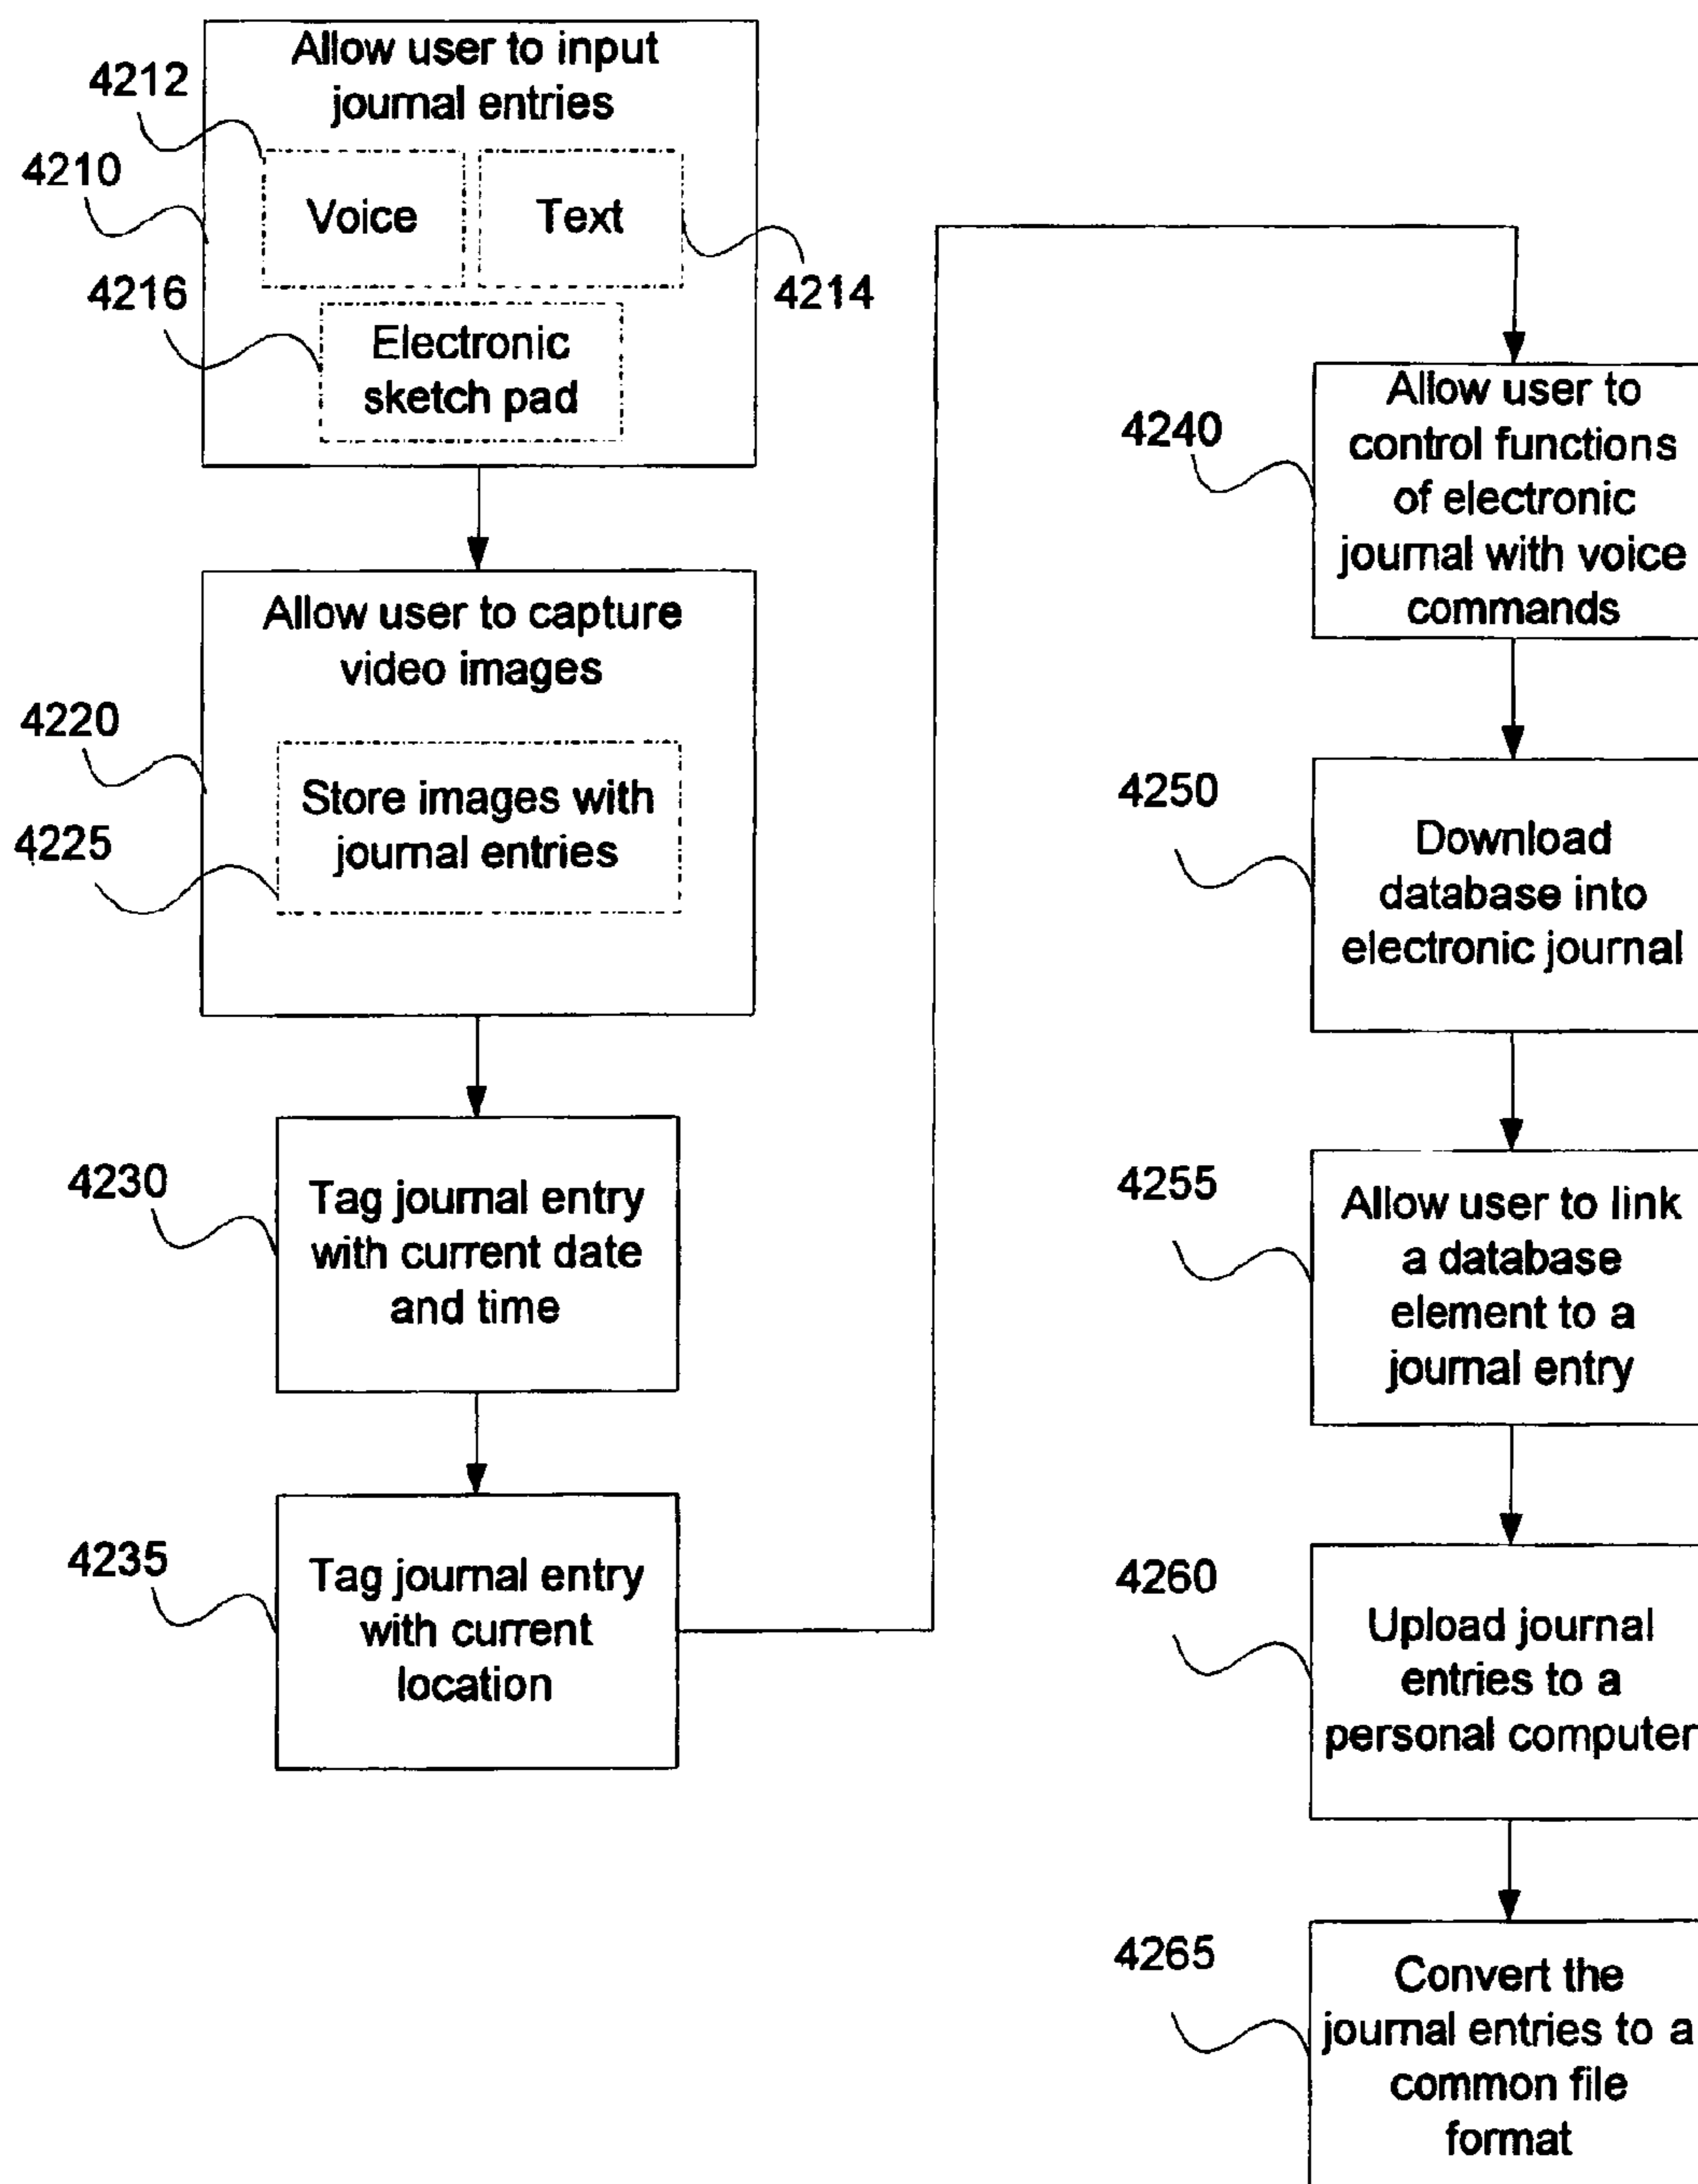 Allow user to input
journal entries
4212
4210
Voice
Text
4216
4214
Electronic
sketch pad
Allow user to capture
video images
4220
Store images with
journal entries
4225
4230
Tag journal entry
with current date
and time
4235
Tag journal entry
with current
location
4240
Allow user to
control functions
of electronic
journal with voice
commands
4250
Download
database into
electronic journal
4255
Allow user to link
a database
element to a
journal entry
4260
Upload journal
entries to a
personal computer
4265
Convert the
journal entries to a
common file
format